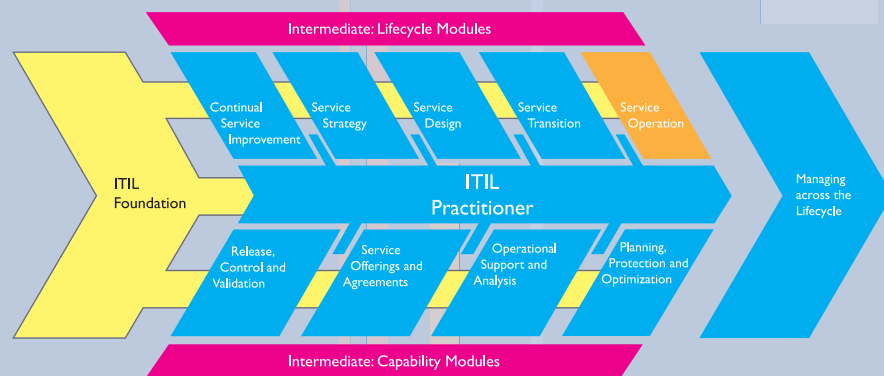 Intermediate: Lifecycle Modules
Continual
Service
Improvement
Service
Strategy
Service
Design
Service
Transition
Service
Operation
ITIL
Foundation
ITIL
Practitioner
Managing
across the
Lifecycle
Release,
Control and
Validation
Service
Offerings and
Agreements
Operational
Support and
Analysis
Planning,
Protection and
Optimization
Intermediate: Capability Modules